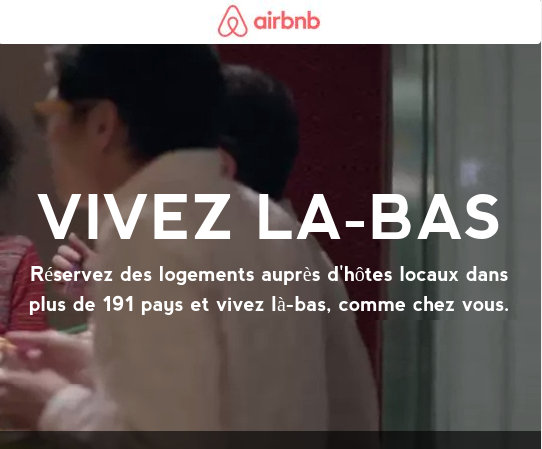 airbnb
VIVEZ LA-BAS
Réservez des logements auprès d'hôtes locaux dans
plus de 191 pays et vivez là-bas, comme chez vous.